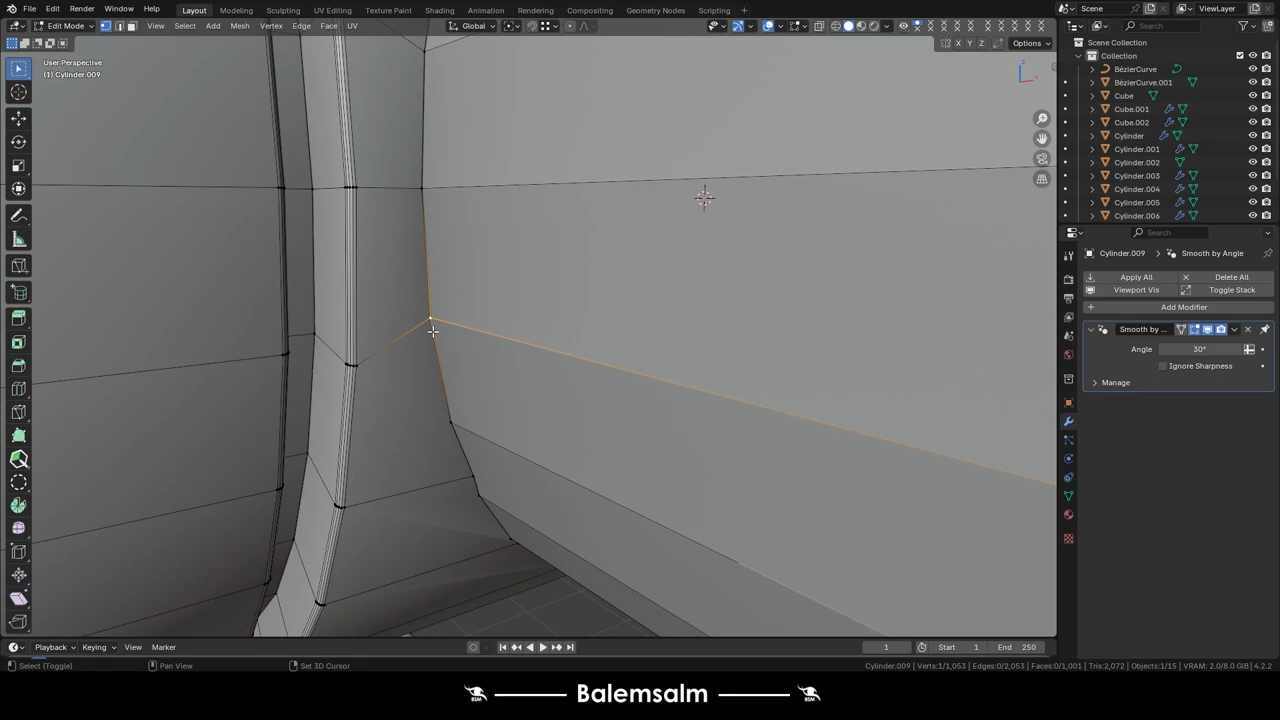 File Edit Render Window Help Layout Modeling Sculpting UV Editing Texture Paint Shading Animation Rendering Compositing Geometry Nodes Scripting + Scene ViewLayer
Edit Mode View Select Add Mesh Vertex Edge Face UV Global Search
X Y Z Options
User Perspective
(1) Cylinder.009
Z
Scene Collection
Collection
BézierCurve
BézierCurve.001
Cube
Cube.001
Cube.002
Cylinder
Cylinder.001
Cylinder.002
Cylinder.003
Cylinder.004
Cylinder.005
Cylinder.006
Search
Cylinder.009 > Smooth by Angle
Apply All Delete All
Viewport Vis Toggle Stack
Add Modifier
Smooth by ...
Angle 30°
Ignore Sharpness
Manage
Playback Keying View Marker 1 Start 1 End 250
Select (Toggle) Pan View Set 3D Cursor Cylinder.009 | Verts:1/1,053 | Edges:0/2,053 | Faces:0/1,001 | Tris:2,072 | Objects:1/15 | VRAM: 2.0/8.0 GiB | 4.2.2
BSM Balemsalm BSM